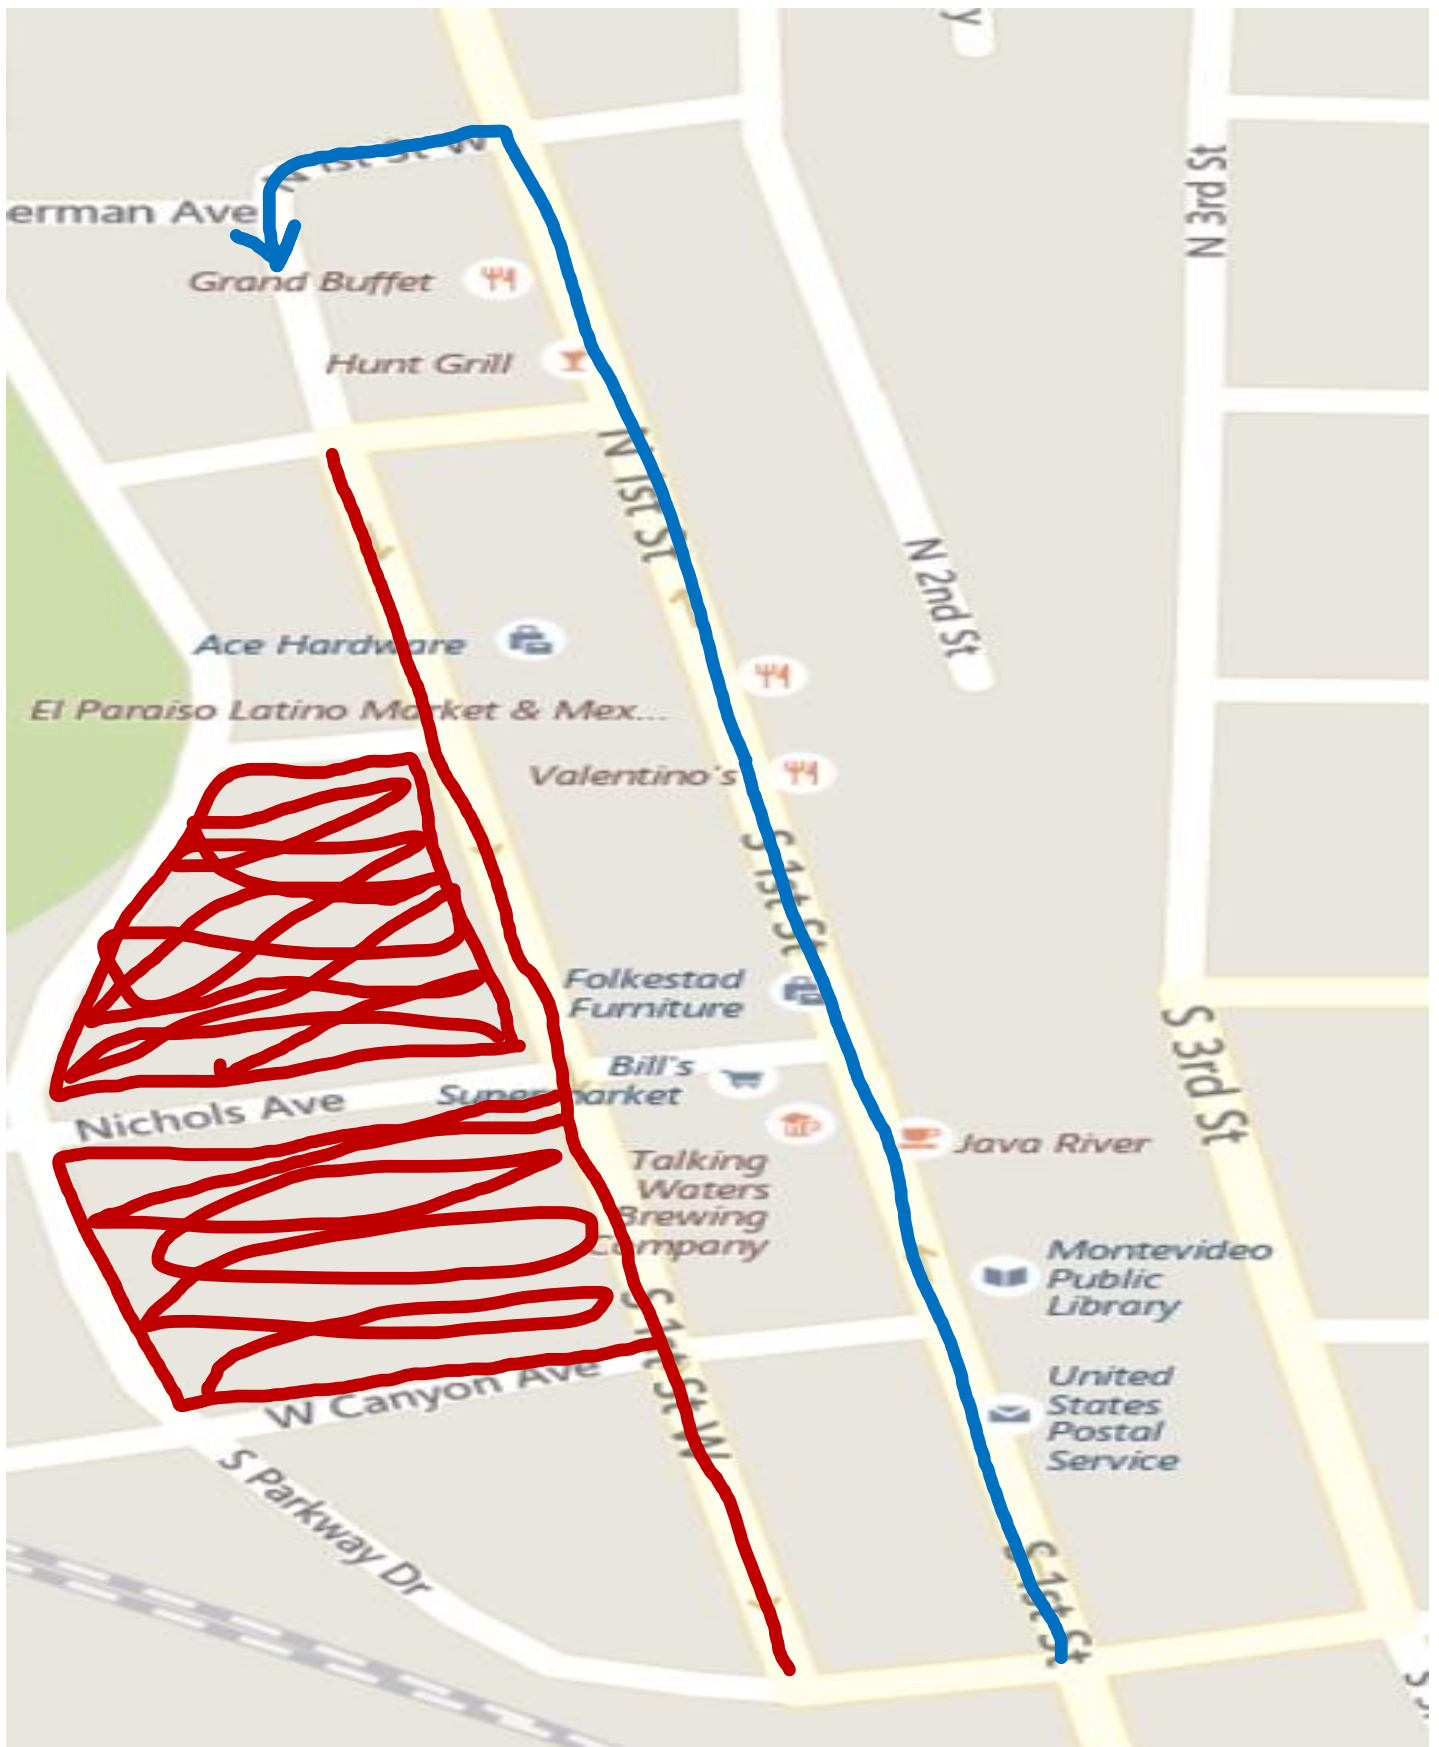 y
N 1st St W
erman Ave
N 3rd St
Grand Buffet
Hunt Grill
N 1st St
N 2nd St
Ace Hardware
El Paraiso Latino Market & Mex...
Valentino's
S 1st St
Folkestad
Furniture
S 3rd St
Bill's
Supermarket
Nichols Ave
Java River
Talking
Waters
Brewing
Company
Montevideo
Public
Library
S 1st St W
W Canyon Ave
United
States
Postal
Service
S Parkway Dr
S 1st St